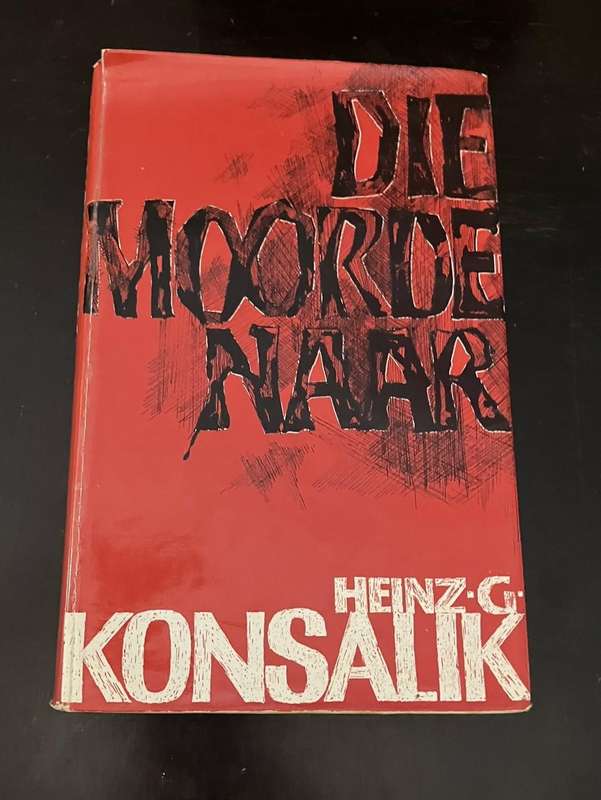 DIE
MOORDE
NAAR
HEINZ·G·
KONSALIK